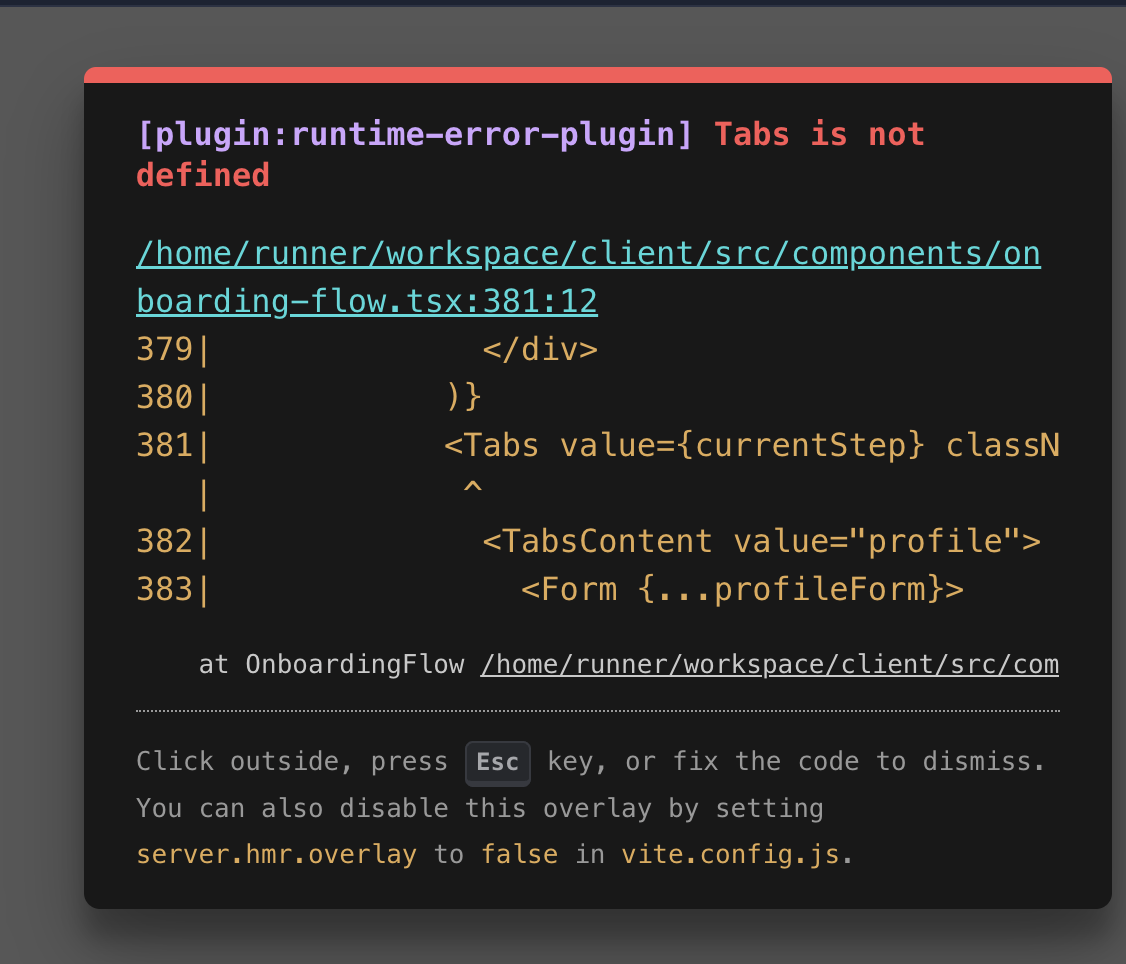 [plugin:runtime-error-plugin] Tabs is not
defined
/home/runner/workspace/client/src/components/on
boarding-flow.tsx:381:12
379|              </div>
380|            )}
381|            <Tabs value={currentStep} classN
   |             ^
382|              <TabsContent value="profile">
383|                <Form {...profileForm}>
at OnboardingFlow /home/runner/workspace/client/src/com
Click outside, press Esc key, or fix the code to dismiss.
You can also disable this overlay by setting
server.hmr.overlay to false in vite.config.js.